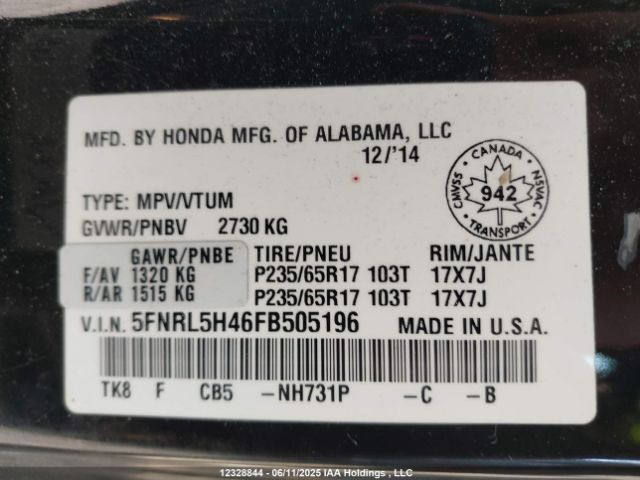 MFD. BY HONDA MFG. OF ALABAMA, LLC
12/'14
CANADA
CMVSS 942 NSVAC
TRANSPORT
TYPE: MPV/VTUM
GVWR/PNBV 2730 KG
GAWR/PNBE TIRE/PNEU RIM/JANTE
F/AV 1320 KG P235/65R17 103T 17X7J
R/AR 1515 KG P235/65R17 103T 17X7J
V.I.N. 5FNRL5H46FB505196 MADE IN U.S.A.
TK8 F CB5 -NH731P -C -B
12328844 - 06/11/2025 IAA Holdings , LLC